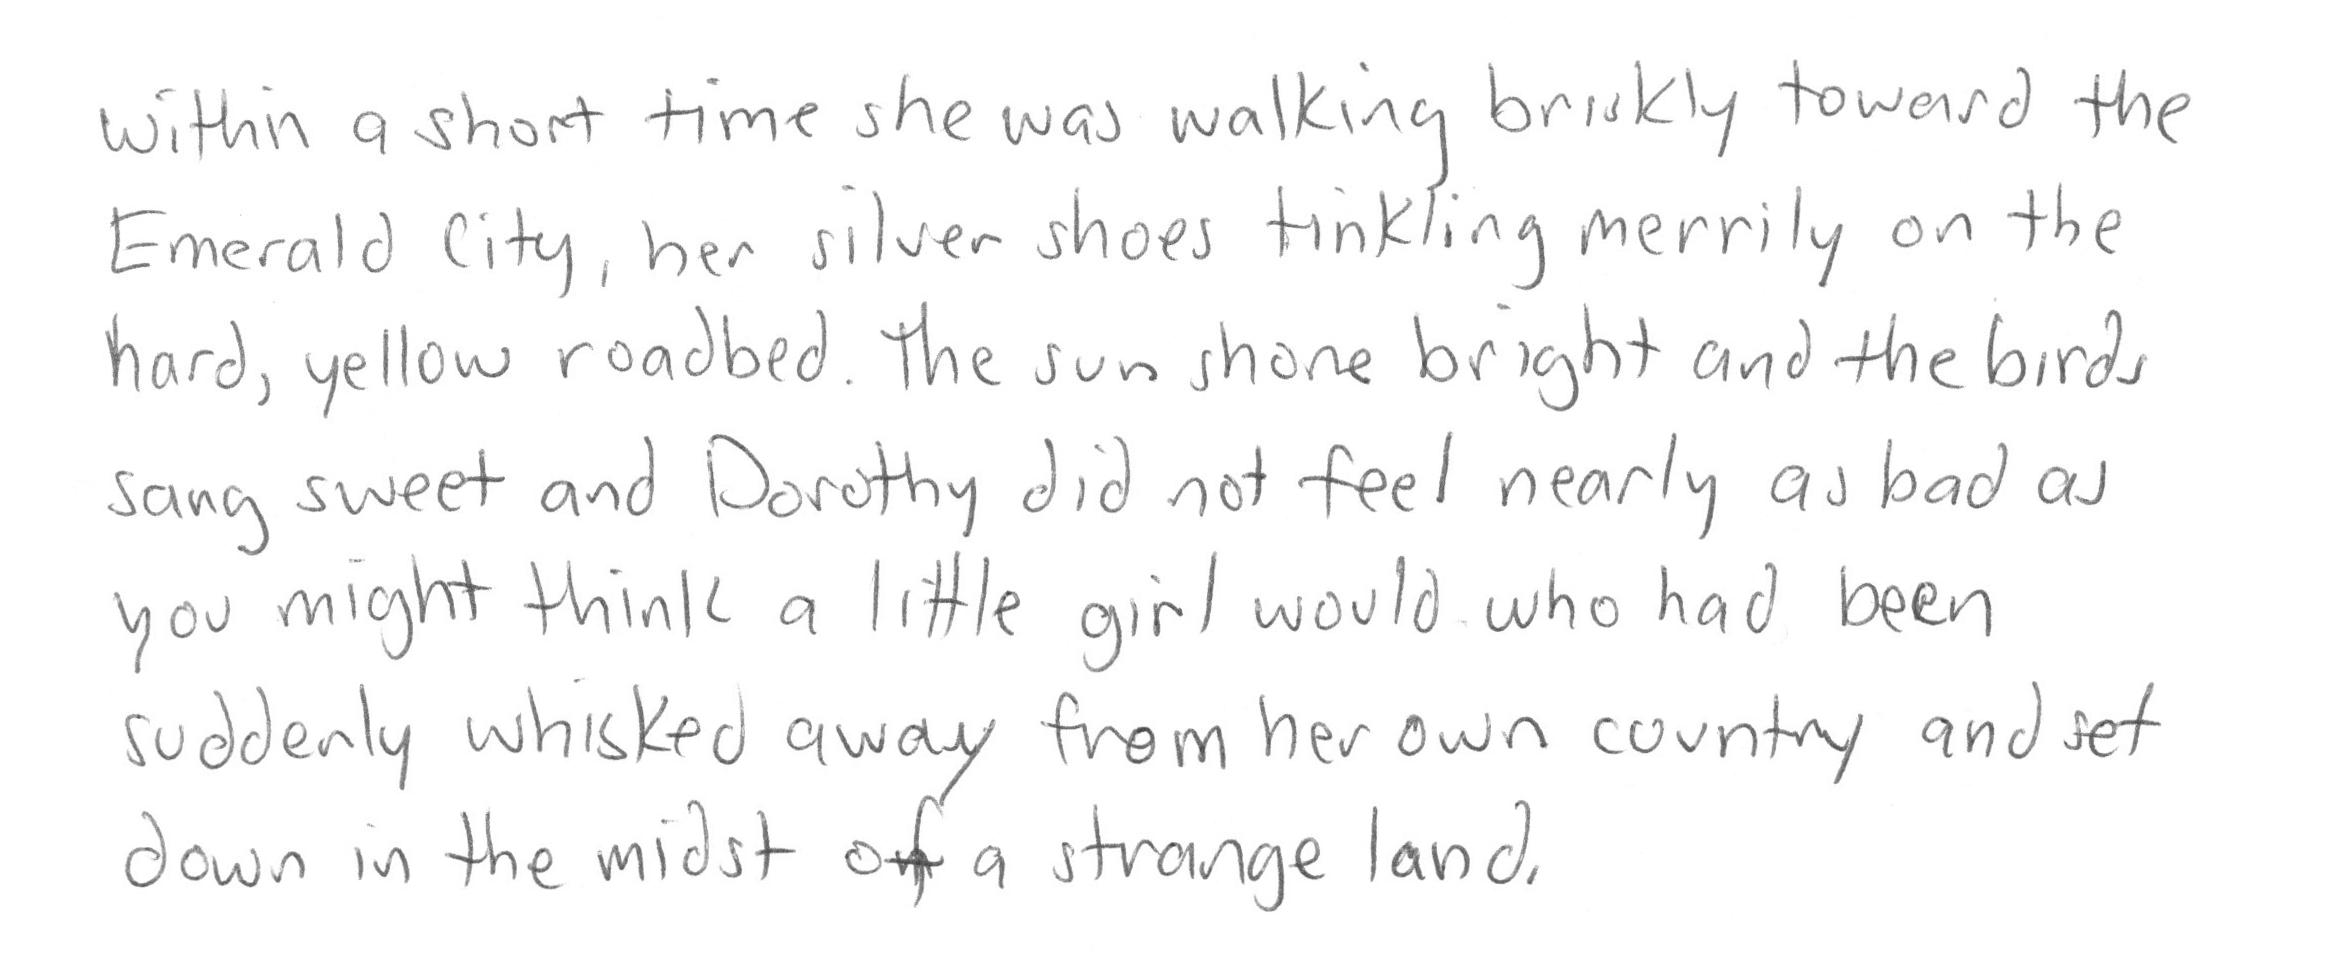 Within a short time she was walking briskly toward the
Emerald City, her silver shoes tinkling merrily on the
hard, yellow roadbed. The sun shone bright and the birds
sang sweet and Dorothy did not feel nearly as bad as
you might think a little girl would who had been
suddenly whisked away from her own country and set
down in the midst of a strange land.